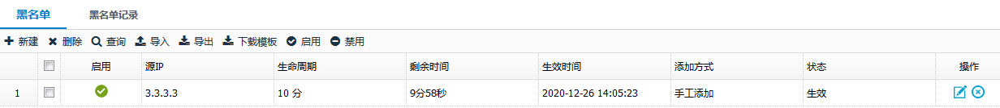 黑名单 黑名单记录
新建 删除 查询 导入 导出 下载模板 启用 禁用
启用 源IP 生命周期 剩余时间 生效时间 添加方式 状态 操作
1 3.3.3.3 10 分 9分58秒 2020-12-26 14:05:23 手工添加 生效